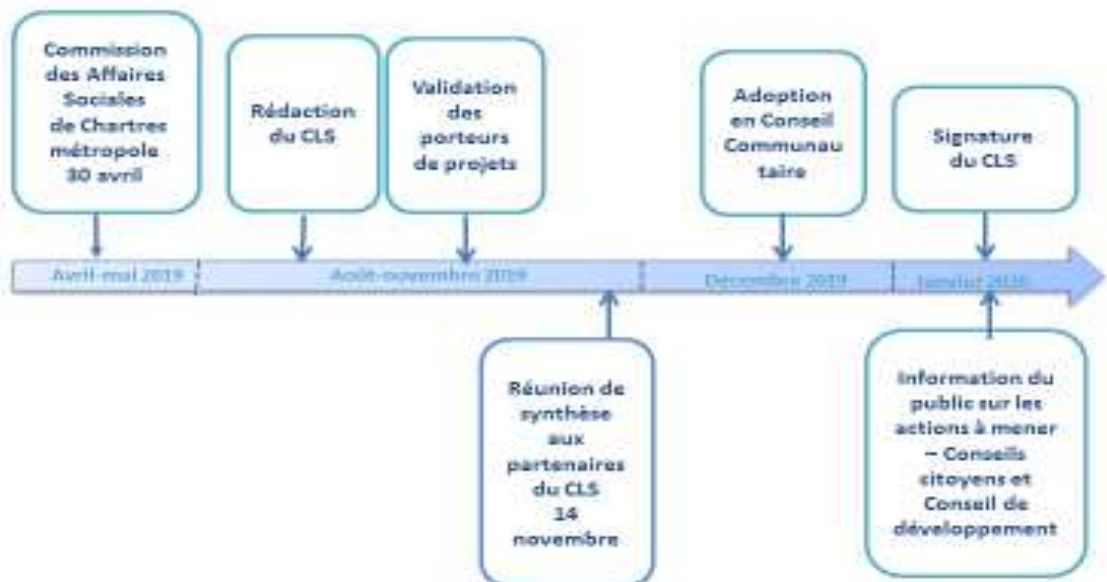 Commission
des Affaires
Sociales
de Chartres
métropole
30 avril
Rédaction
du CLS
Validation
des
porteurs
de projets
Adoption
en Conseil
Communau
taire
Signature
du CLS
Avril-mai 2019
Août-novembre 2019
Décembre 2019
Janvier 2020
Réunion de
synthèse
aux
partenaires
du CLS
14
novembre
Information du
public sur les
actions à mener
– Conseils
citoyens et
Conseil de
développement